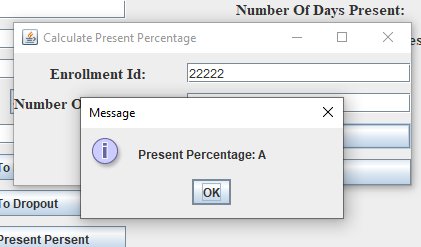 Number Of Days Present:
Calculate Present Percentage
es
Enrollment Id: 22222
Number O
Message
Present Percentage: A
OK
To
To Dropout
Present Persent